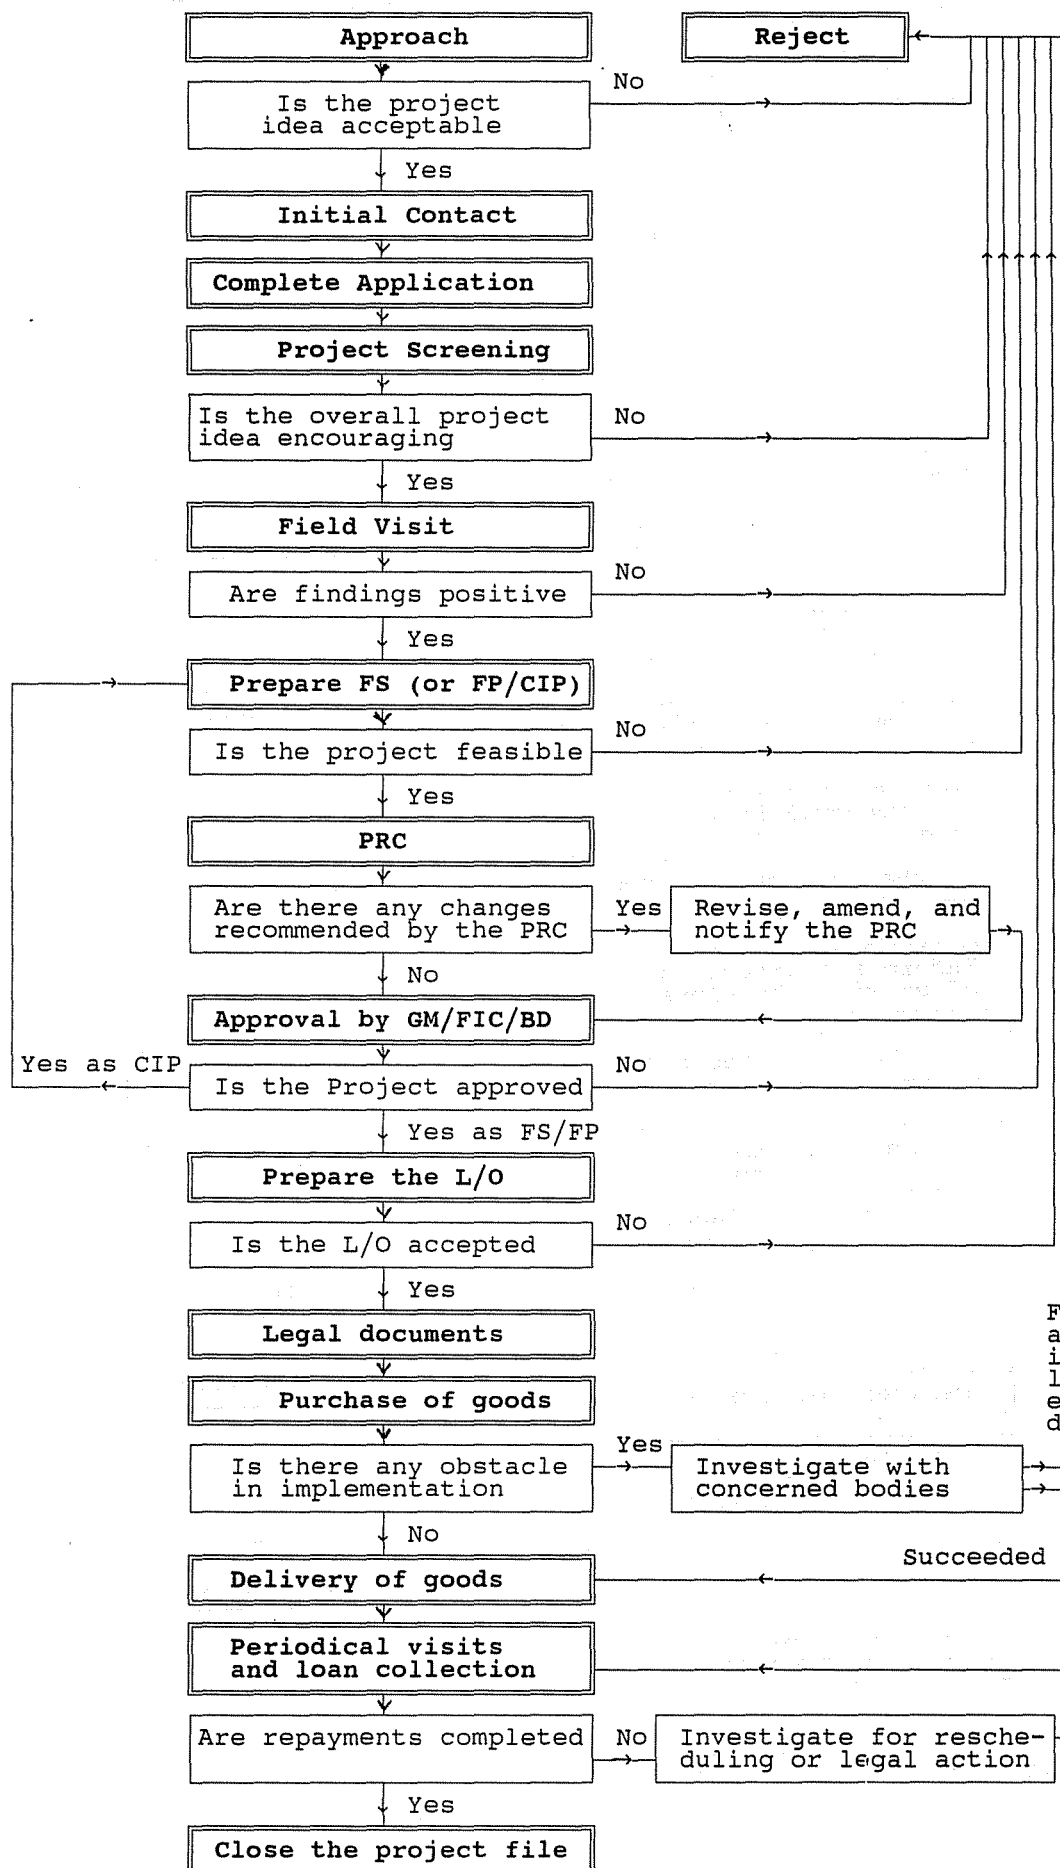 Approach
Reject
Is the project
idea acceptable
No
Yes
Initial Contact
Complete Application
Project Screening
Is the overall project
idea encouraging
No
Yes
Field Visit
Are findings positive
No
Yes
Prepare FS (or FP/CIP)
Is the project feasible
No
Yes
PRC
Are there any changes
recommended by the PRC
Yes
Revise, amend, and
notify the PRC
No
Approval by GM/FIC/BD
Yes as CIP
Is the Project approved
No
Yes as FS/FP
Prepare the L/O
Is the L/O accepted
No
Yes
Legal documents
F
a
i
l
e
d
Purchase of goods
Is there any obstacle
in implementation
Yes
Investigate with
concerned bodies
No
Succeeded
Delivery of goods
Periodical visits
and loan collection
Are repayments completed
No
Investigate for resche-
duling or legal action
Yes
Close the project file